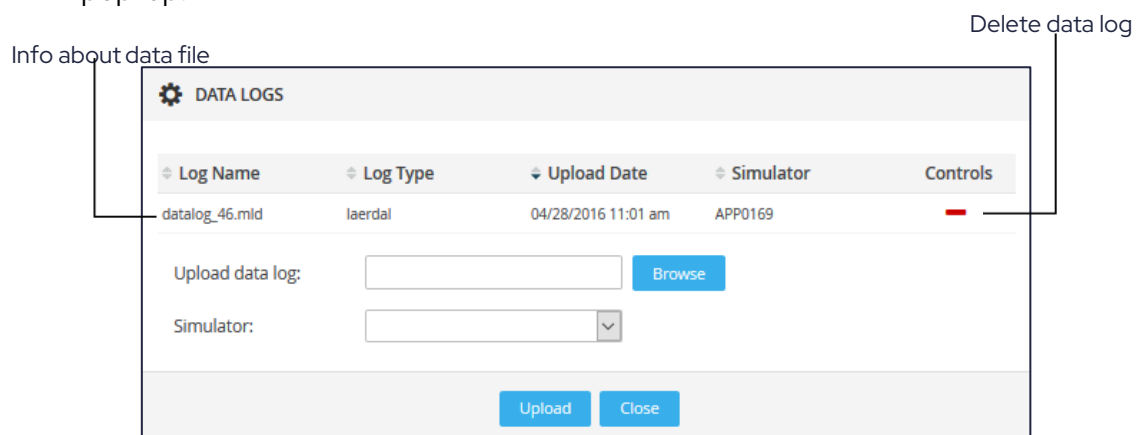 Delete data log
Info about data file
DATA LOGS
Log Name Log Type Upload Date Simulator Controls
datalog_46.mld laerdal 04/28/2016 11:01 am APP0169
Upload data log: Browse
Simulator:
Upload Close